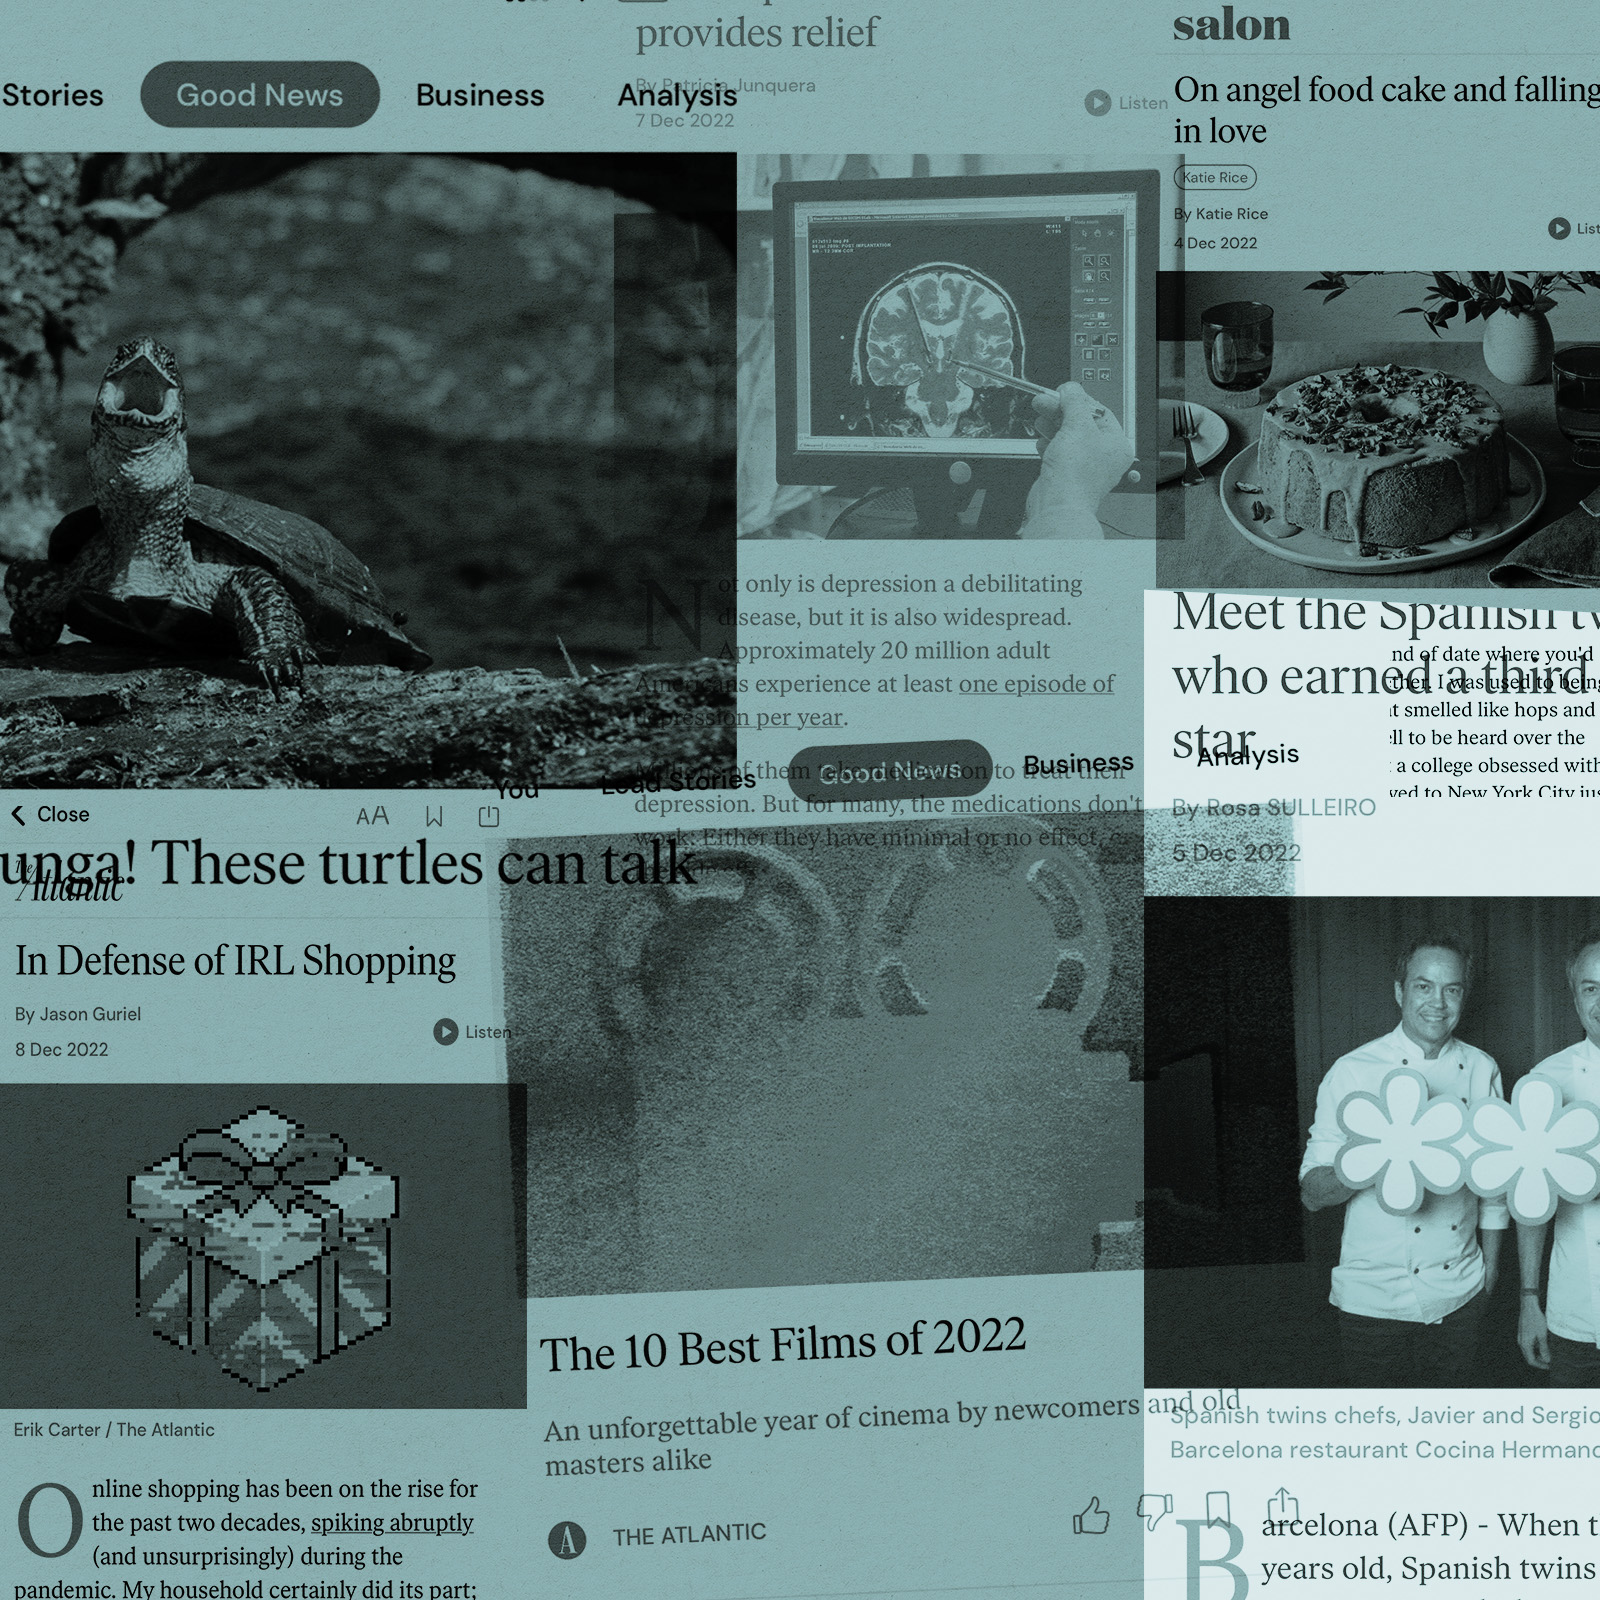 provides relief
By Patricia Junquera
7 Dec 2022
Listen
Stories
Good News
Business
Analysis
salon
On angel food cake and falling
in love
Katie Rice
By Katie Rice
4 Dec 2022
Not only is depression a debilitating
disease, but it is also widespread.
Approximately 20 million adult
Americans experience at least one episode of
depression per year.
of them take medication to treat their
depression. But for many, the medications don't
work: Either they have minimal or no effect,
You
Lead Stories
Good News
Business
Analysis
Meet the Spanish
who earned a third
star
By Rosa SULLEIRO
5 Dec 2022
nd of date where you'd
I was used to being
t smelled like hops and
ll to be heard over the
a college obsessed with
ved to New York City jus
Close
AA
unga! These turtles can talk
The
Atlantic
In Defense of IRL Shopping
By Jason Guriel
8 Dec 2022
Listen
Erik Carter / The Atlantic
Online shopping has been on the rise for
the past two decades, spiking abruptly
(and unsurprisingly) during the
pandemic. My household certainly did its part;
The 10 Best Films of 2022
An unforgettable year of cinema by newcomers and old
masters alike
A
THE ATLANTIC
Spanish twins chefs, Javier and Sergio
Barcelona restaurant Cocina Hermano
Barcelona (AFP) - When t
years old, Spanish twins